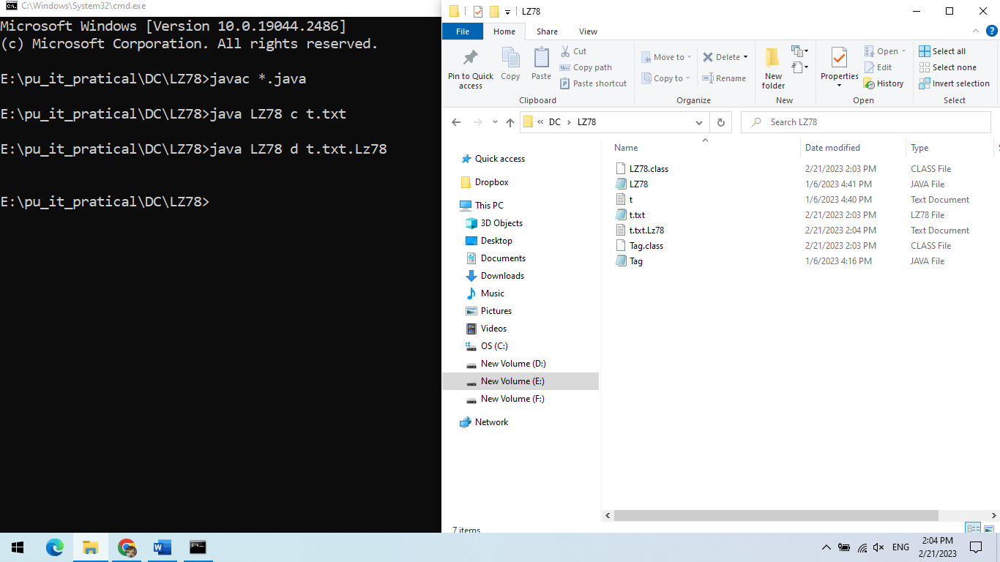 C:\Windows\System32\cmd.exe
Microsoft Windows [Version 10.0.19044.2486]
(c) Microsoft Corporation. All rights reserved.
E:\pu_it_pratical\DC\LZ78>javac *.java
E:\pu_it_pratical\DC\LZ78>java LZ78 c t.txt
E:\pu_it_pratical\DC\LZ78>java LZ78 d t.txt.Lz78
E:\pu_it_pratical\DC\LZ78>
LZ78
File Home Share View
Pin to Quick access
Copy
Paste
Cut
Copy path
Paste shortcut
Clipboard
Move to
Copy to
Delete
Rename
Organize
New folder
New
Properties
Open
Edit
History
Open
Select all
Select none
Invert selection
Select
« DC › LZ78
Search LZ78
Quick access
Dropbox
This PC
3D Objects
Desktop
Documents
Downloads
Music
Pictures
Videos
OS (C:)
New Volume (D:)
New Volume (E:)
New Volume (F:)
Network
Name Date modified Type
LZ78.class 2/21/2023 2:03 PM CLASS File
LZ78 1/6/2023 4:41 PM JAVA File
t 1/6/2023 4:40 PM Text Document
t.txt 2/21/2023 2:03 PM LZ78 File
t.txt.Lz78 2/21/2023 2:04 PM Text Document
Tag.class 2/21/2023 2:03 PM CLASS File
Tag 1/6/2023 4:16 PM JAVA File
7 items
ENG
2:04 PM
2/21/2023